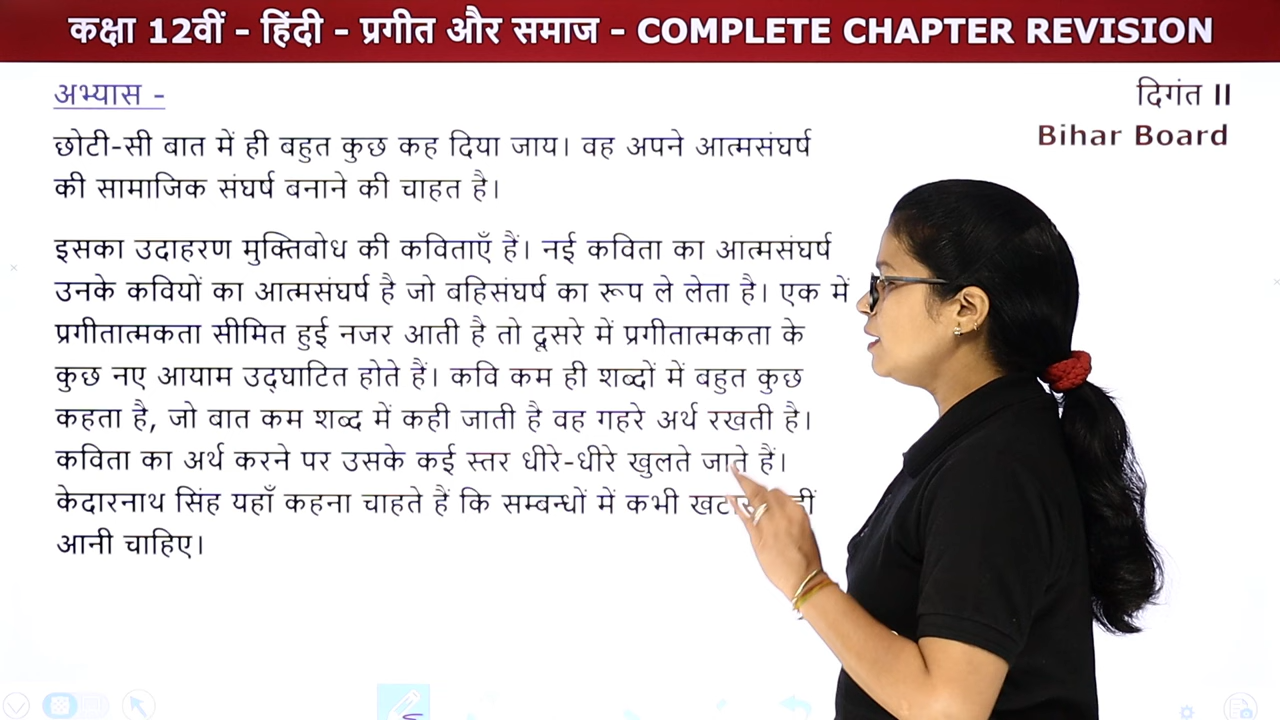 कक्षा 12वीं - हिंदी - प्रगीत और समाज - COMPLETE CHAPTER REVISION
अभ्यास -
दिगंत II
Bihar Board
छोटी-सी बात में ही बहुत कुछ कह दिया जाय। वह अपने आत्मसंघर्ष
की सामाजिक संघर्ष बनाने की चाहत है।
इसका उदाहरण मुक्तिबोध की कविताएँ हैं। नई कविता का आत्मसंघर्ष
उनके कवियों का आत्मसंघर्ष है जो बहिसंघर्ष का रूप ले लेता है। एक में
प्रगीतात्मकता सीमित हुई नजर आती है तो दूसरे में प्रगीतात्मकता के
कुछ नए आयाम उद्घाटित होते हैं। कवि कम ही शब्दों में बहुत कुछ
कहता है, जो बात कम शब्द में कही जाती है वह गहरे अर्थ रखती है।
कविता का अर्थ करने पर उसके कई स्तर धीरे-धीरे खुलते जाते हैं।
केदारनाथ सिंह यहाँ कहना चाहते हैं कि सम्बन्धों में कभी
आनी चाहिए।